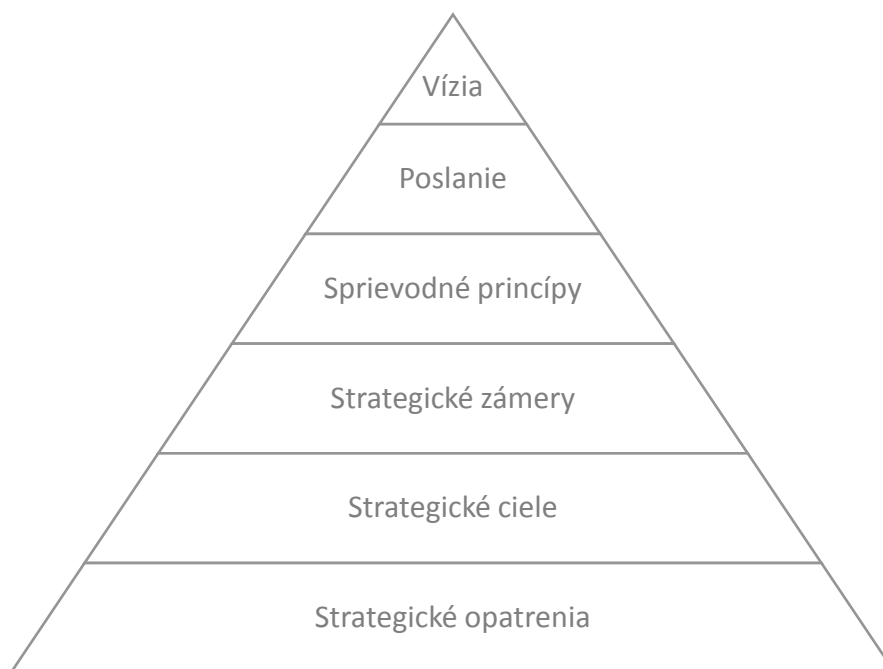 Vízia
Poslanie
Sprievodné princípy
Strategické zámery
Strategické ciele
Strategické opatrenia